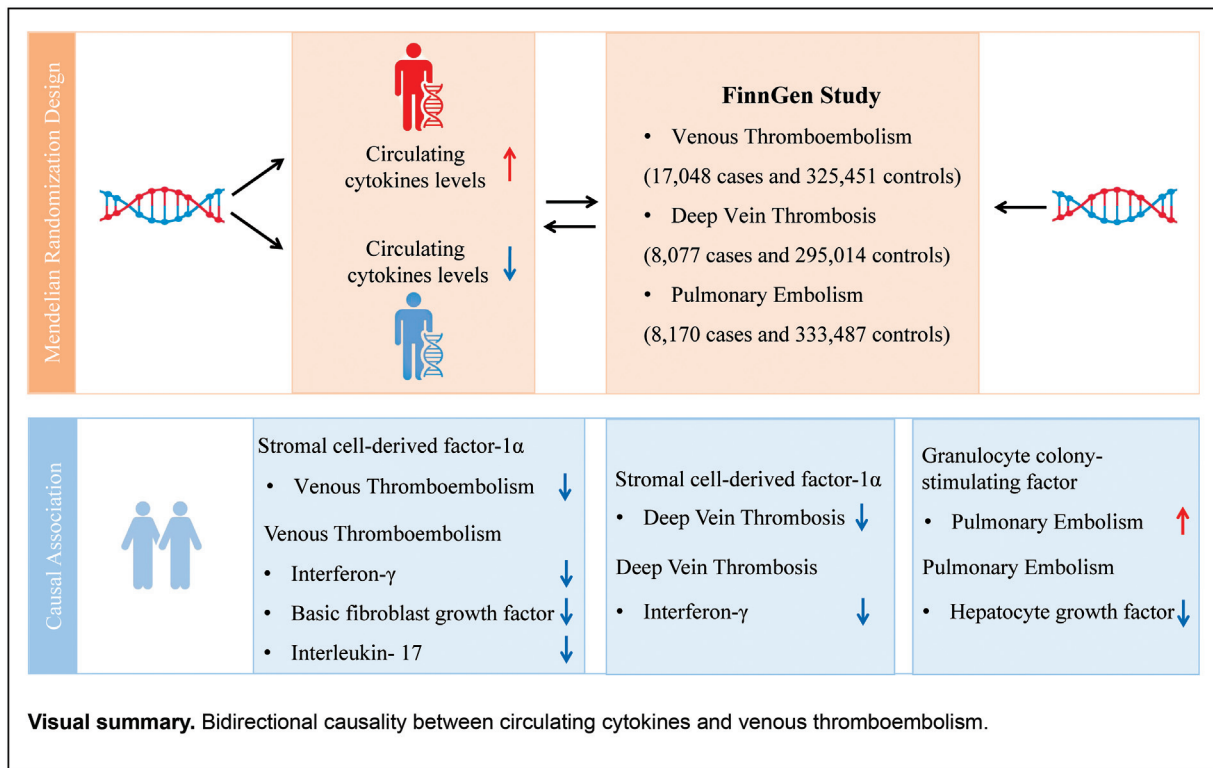 Mendelian Randomization Design
Circulating
cytokines levels
Circulating
cytokines levels
FinnGen Study
• Venous Thromboembolism
(17,048 cases and 325,451 controls)
• Deep Vein Thrombosis
(8,077 cases and 295,014 controls)
• Pulmonary Embolism
(8,170 cases and 333,487 controls)
Causal Association
Stromal cell-derived factor-1α
• Venous Thromboembolism
Venous Thromboembolism
• Interferon-γ
• Basic fibroblast growth factor
• Interleukin- 17
Stromal cell-derived factor-1α
• Deep Vein Thrombosis
Deep Vein Thrombosis
• Interferon-γ
Granulocyte colony-
stimulating factor
• Pulmonary Embolism
Pulmonary Embolism
• Hepatocyte growth factor
Visual summary. Bidirectional causality between circulating cytokines and venous thromboembolism.